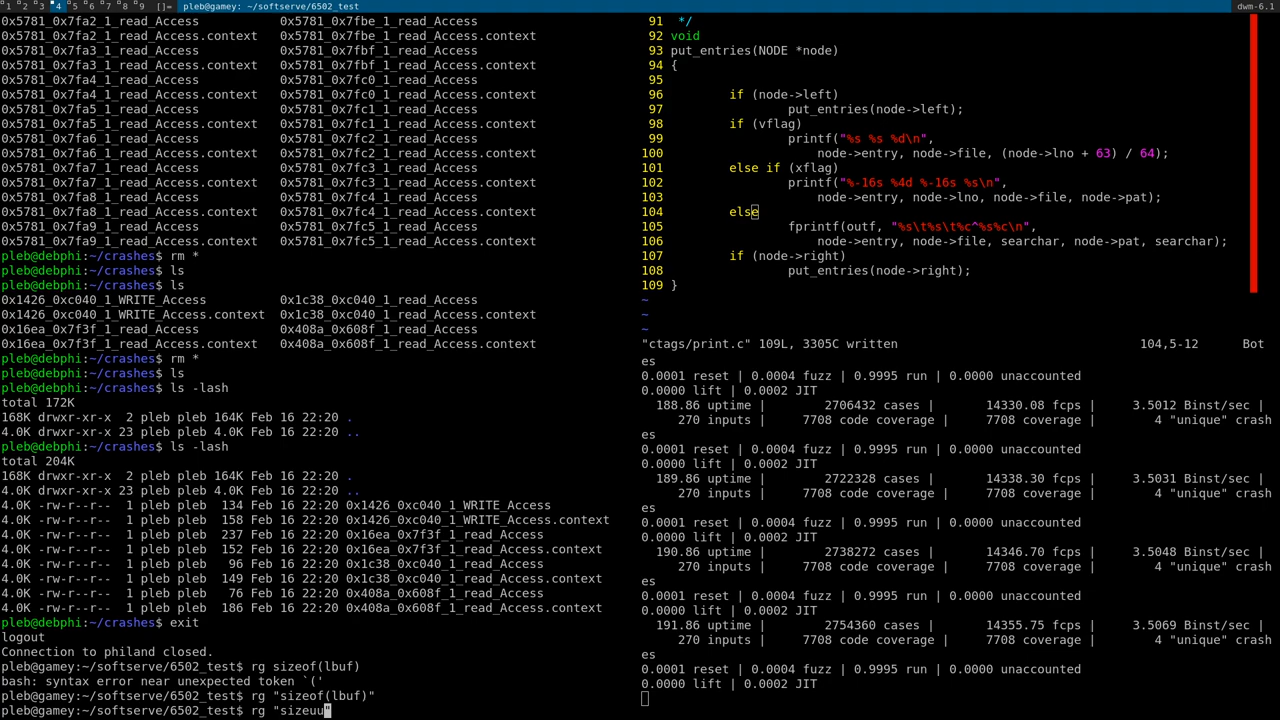 1 2 3 4 5 6 7 8 9 []= pleb@gamey: ~/softserve/6502_test dwm-6.1
0x5781_0x7fa2_1_read_Access 0x5781_0x7fbe_1_read_Access
0x5781_0x7fa2_1_read_Access.context 0x5781_0x7fbe_1_read_Access.context
0x5781_0x7fa3_1_read_Access 0x5781_0x7fbf_1_read_Access
0x5781_0x7fa3_1_read_Access.context 0x5781_0x7fbf_1_read_Access.context
0x5781_0x7fa4_1_read_Access 0x5781_0x7fc0_1_read_Access
0x5781_0x7fa4_1_read_Access.context 0x5781_0x7fc0_1_read_Access.context
0x5781_0x7fa5_1_read_Access 0x5781_0x7fc1_1_read_Access
0x5781_0x7fa5_1_read_Access.context 0x5781_0x7fc1_1_read_Access.context
0x5781_0x7fa6_1_read_Access 0x5781_0x7fc2_1_read_Access
0x5781_0x7fa6_1_read_Access.context 0x5781_0x7fc2_1_read_Access.context
0x5781_0x7fa7_1_read_Access 0x5781_0x7fc3_1_read_Access
0x5781_0x7fa7_1_read_Access.context 0x5781_0x7fc3_1_read_Access.context
0x5781_0x7fa8_1_read_Access 0x5781_0x7fc4_1_read_Access
0x5781_0x7fa8_1_read_Access.context 0x5781_0x7fc4_1_read_Access.context
0x5781_0x7fa9_1_read_Access 0x5781_0x7fc5_1_read_Access
0x5781_0x7fa9_1_read_Access.context 0x5781_0x7fc5_1_read_Access.context
pleb@debphi:~/crashes$ rm *
pleb@debphi:~/crashes$ ls
pleb@debphi:~/crashes$ ls
0x1426_0xc040_1_WRITE_Access 0x1c38_0xc040_1_read_Access
0x1426_0xc040_1_WRITE_Access.context 0x1c38_0xc040_1_read_Access.context
0x16ea_0x7f3f_1_read_Access 0x408a_0x608f_1_read_Access
0x16ea_0x7f3f_1_read_Access.context 0x408a_0x608f_1_read_Access.context
pleb@debphi:~/crashes$ rm *
pleb@debphi:~/crashes$ ls
pleb@debphi:~/crashes$ ls -lash
total 172K
168K drwxr-xr-x 2 pleb pleb 164K Feb 16 22:20 .
4.0K drwxr-xr-x 23 pleb pleb 4.0K Feb 16 22:20 ..
pleb@debphi:~/crashes$ ls -lash
total 204K
168K drwxr-xr-x 2 pleb pleb 164K Feb 16 22:20 .
4.0K drwxr-xr-x 23 pleb pleb 4.0K Feb 16 22:20 ..
4.0K -rw-r--r-- 1 pleb pleb 134 Feb 16 22:20 0x1426_0xc040_1_WRITE_Access
4.0K -rw-r--r-- 1 pleb pleb 158 Feb 16 22:20 0x1426_0xc040_1_WRITE_Access.context
4.0K -rw-r--r-- 1 pleb pleb 237 Feb 16 22:20 0x16ea_0x7f3f_1_read_Access
4.0K -rw-r--r-- 1 pleb pleb 152 Feb 16 22:20 0x16ea_0x7f3f_1_read_Access.context
4.0K -rw-r--r-- 1 pleb pleb 96 Feb 16 22:20 0x1c38_0xc040_1_read_Access
4.0K -rw-r--r-- 1 pleb pleb 149 Feb 16 22:20 0x1c38_0xc040_1_read_Access.context
4.0K -rw-r--r-- 1 pleb pleb 76 Feb 16 22:20 0x408a_0x608f_1_read_Access
4.0K -rw-r--r-- 1 pleb pleb 186 Feb 16 22:20 0x408a_0x608f_1_read_Access.context
pleb@debphi:~/crashes$ exit
logout
Connection to philand closed.
pleb@gamey:~/softserve/6502_test$ rg sizeof(lbuf)
bash: syntax error near unexpected token `('
pleb@gamey:~/softserve/6502_test$ rg "sizeof(lbuf)"
pleb@gamey:~/softserve/6502_test$ rg "sizeuu"
91 */
92 void
93 put_entries(NODE *node)
94 {
95
96 if (node->left)
97 put_entries(node->left);
98 if (vflag)
99 printf("%s %s %d\n",
100 node->entry, node->file, (node->lno + 63) / 64);
101 else if (xflag)
102 printf("%-16s %4d %-16s %s\n",
103 node->entry, node->lno, node->file, node->pat);
104 else
105 fprintf(outf, "%s\t%s\t%c^%s%c\n",
106 node->entry, node->file, searchar, node->pat, searchar);
107 if (node->right)
108 put_entries(node->right);
109 }
~
~
~
"ctags/print.c" 109L, 3305C written 104,5-12 Bot
es
0.0001 reset | 0.0004 fuzz | 0.9995 run | 0.0000 unaccounted
0.0000 lift | 0.0002 JIT
188.86 uptime | 2706432 cases | 14330.08 fcps | 3.5012 Binst/sec |
270 inputs | 7708 code coverage | 7708 coverage | 4 "unique" crash
es
0.0001 reset | 0.0004 fuzz | 0.9995 run | 0.0000 unaccounted
0.0000 lift | 0.0002 JIT
189.86 uptime | 2722328 cases | 14338.30 fcps | 3.5031 Binst/sec |
270 inputs | 7708 code coverage | 7708 coverage | 4 "unique" crash
es
0.0001 reset | 0.0004 fuzz | 0.9995 run | 0.0000 unaccounted
0.0000 lift | 0.0002 JIT
190.86 uptime | 2738272 cases | 14346.70 fcps | 3.5048 Binst/sec |
270 inputs | 7708 code coverage | 7708 coverage | 4 "unique" crash
es
0.0001 reset | 0.0004 fuzz | 0.9995 run | 0.0000 unaccounted
0.0000 lift | 0.0002 JIT
191.86 uptime | 2754360 cases | 14355.75 fcps | 3.5069 Binst/sec |
270 inputs | 7708 code coverage | 7708 coverage | 4 "unique" crash
es
0.0001 reset | 0.0004 fuzz | 0.9995 run | 0.0000 unaccounted
0.0000 lift | 0.0002 JIT